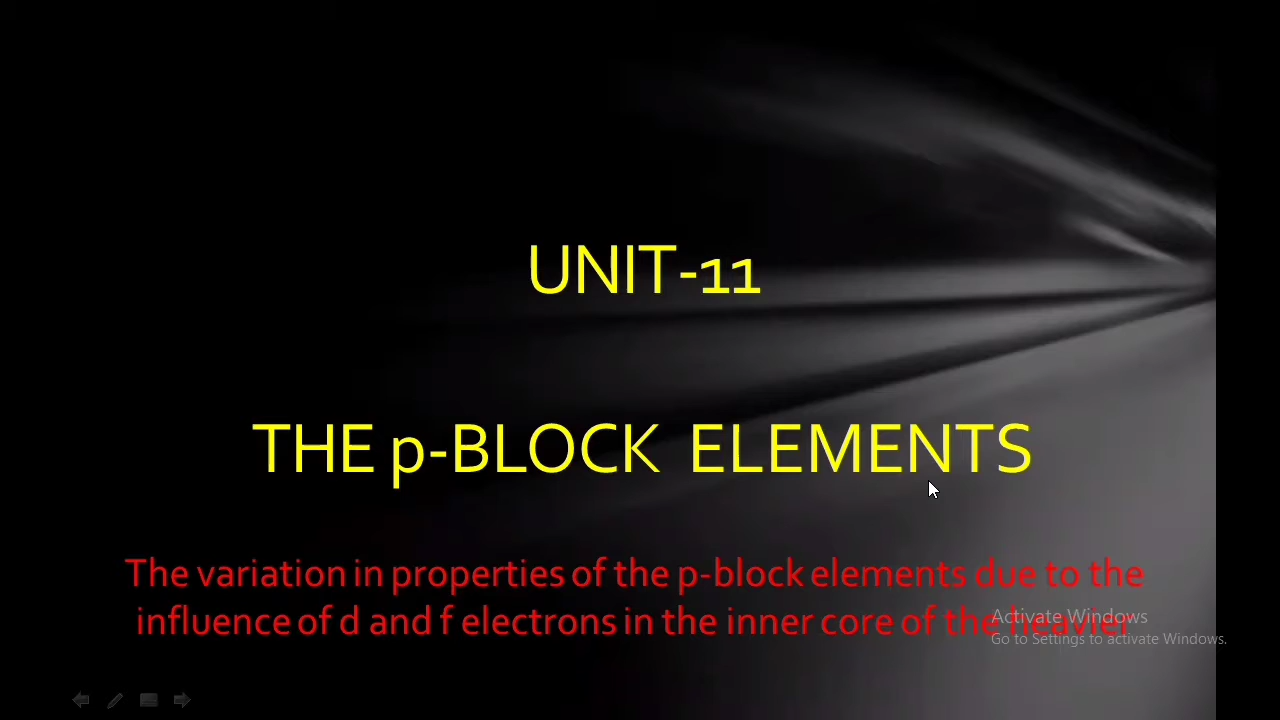 UNIT-11
THE p-BLOCK ELEMENTS
The variation in properties of the p-block elements due to the
influence of d and f electrons in the inner core of the heavier
Activate Windows
Go to Settings to activate Windows.